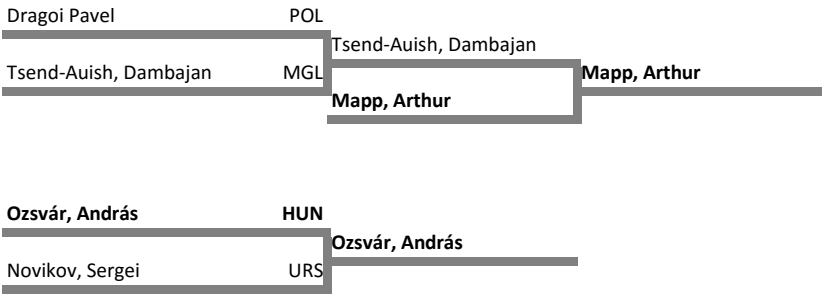 Dragoi Pavel POL
Tsend-Auish, Dambajan
Tsend-Auish, Dambajan MGL
Mapp, Arthur
Mapp, Arthur
Ozsvár, András HUN
Ozsvár, András
Novikov, Sergei URS